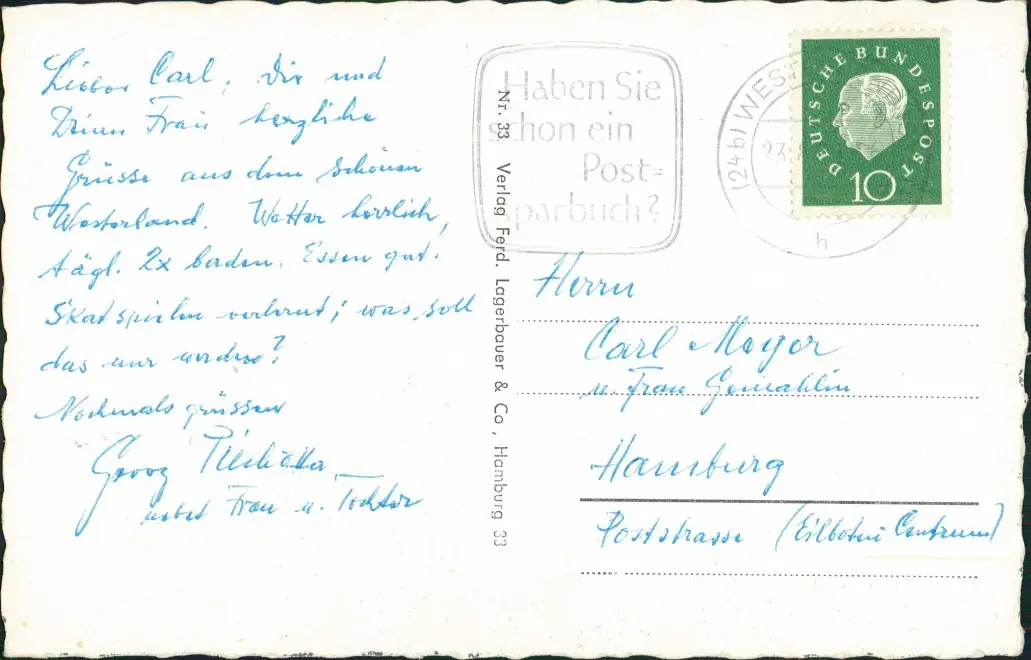 Lieber Carl; Dir und
Deiner Frau herzliche
Grüsse aus dem schönen
Westerland. Wetter herrlich,
tägl. 2x baden. Essen gut.
Skatspielen verlernt; was soll
das nur werden?
Nochmals grüssen
Georg
nebst Frau u. Tochter
Nr. 33 Verlag Ferd. Lagerbauer & Co, Hamburg 33
Haben Sie
schon ein
Post=
sparbuch?
(24b) WEST
23.
h
DEUTSCHE BUNDESPOST
10
Herrn
Carl Meyer
u. Frau Gemahlin
Hamburg
Poststrasse (Eilboten Centrum)